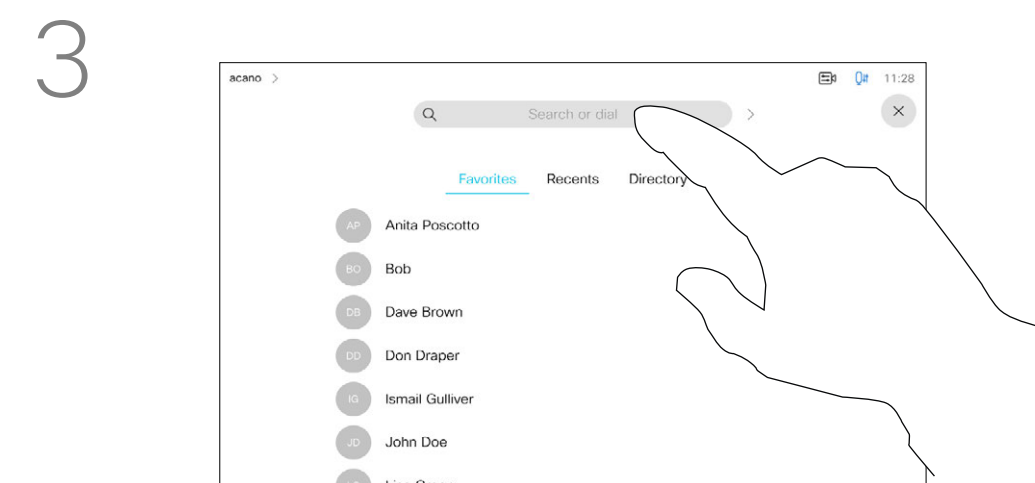 3
acano > 11:28
Search or dial >
Favorites Recents Directory
AP Anita Poscotto
BO Bob
DB Dave Brown
DD Don Draper
IG Ismail Gulliver
JD John Doe